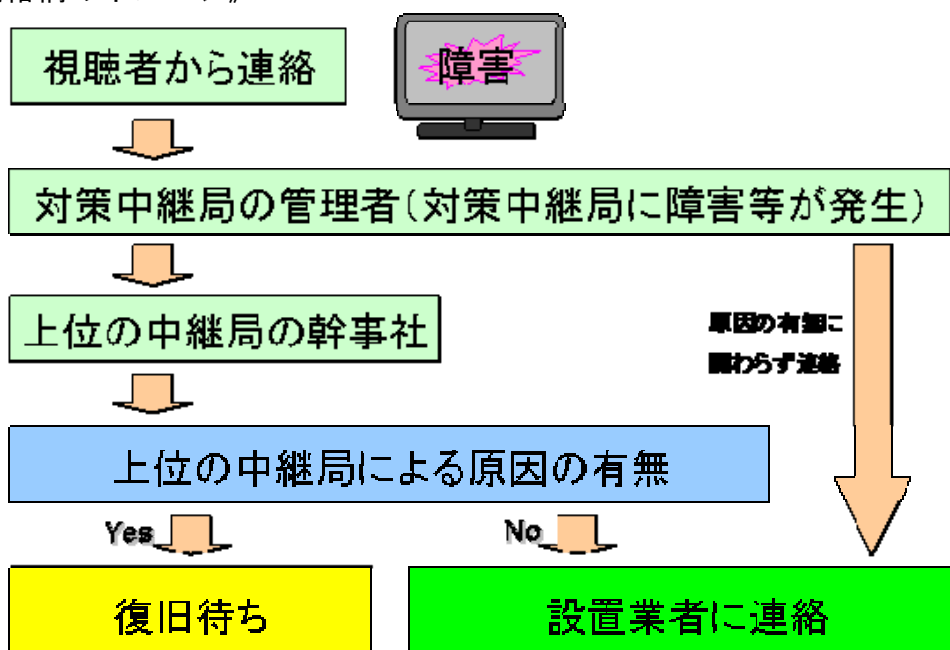 視聴者から連絡
障害
対策中継局の管理者(対策中継局に障害等が発生)
上位の中継局の幹事社
原因の有無に
関わらず連絡
上位の中継局による原因の有無
Yes
No
復旧待ち
設置業者に連絡